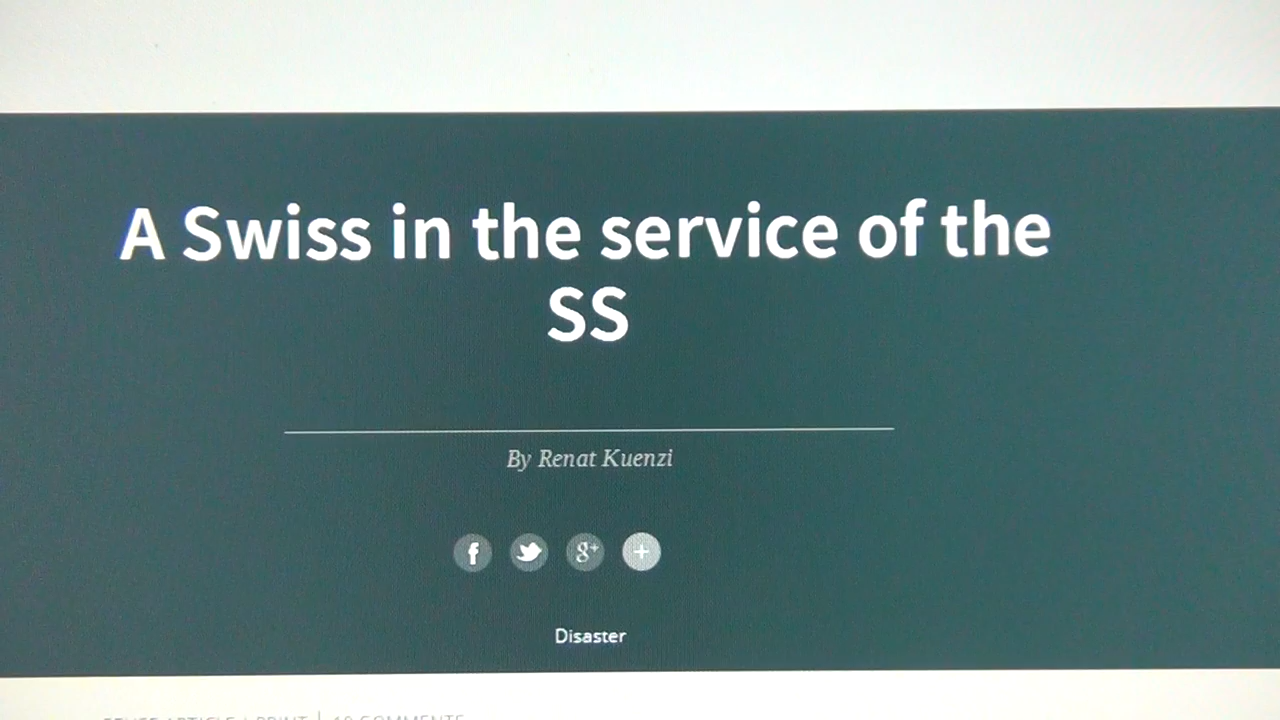 A Swiss in the service of the
SS
By Renat Kuenzi
Disaster